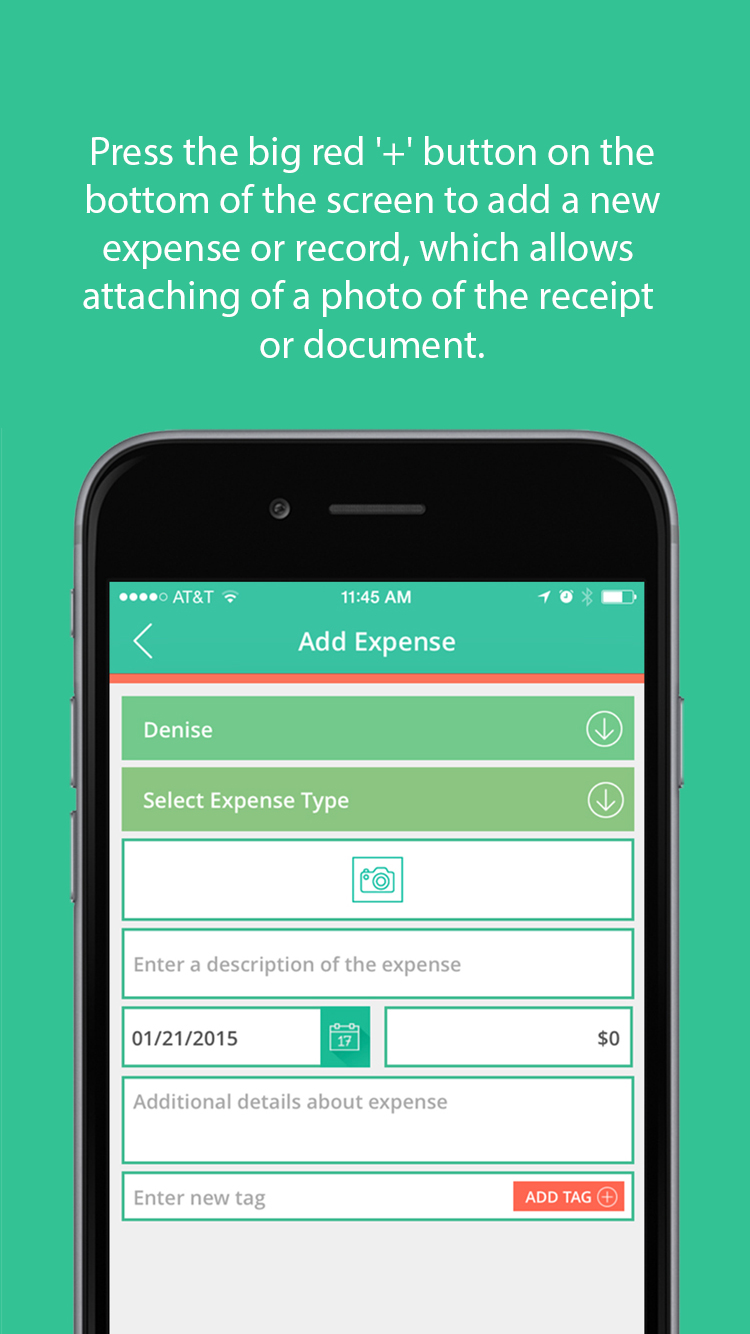 Press the big red '+' button on the
bottom of the screen to add a new
expense or record, which allows
attaching of a photo of the receipt
or document.
AT&T 11:45 AM
Add Expense
Denise
Select Expense Type
Enter a description of the expense
01/21/2015 17 $0
Additional details about expense
Enter new tag ADD TAG